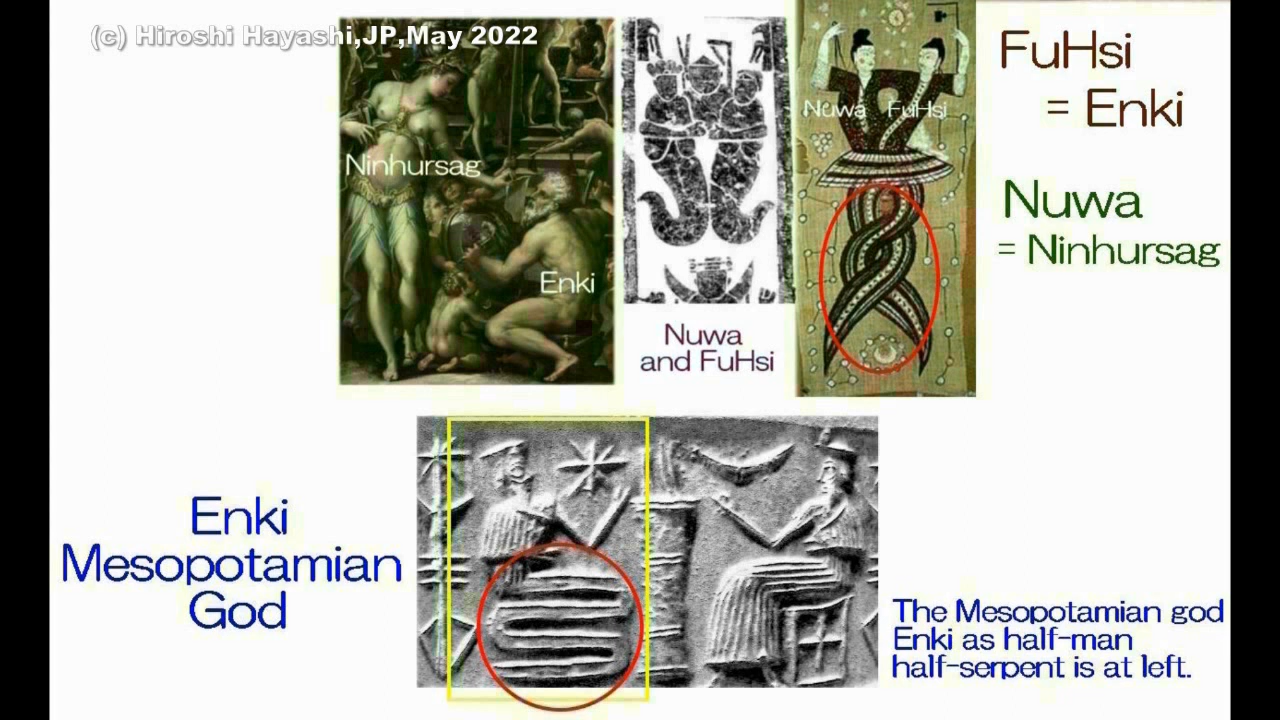 (c) Hiroshi Hayashi,JP,May 2022
Ninhursag
Enki
Nuwa
and FuHsi
Nuwa FuHsi
FuHsi
= Enki
Nuwa
= Ninhursag
Enki
Mesopotamian
God
The Mesopotamian god
Enki as half-man
half-serpent is at left.